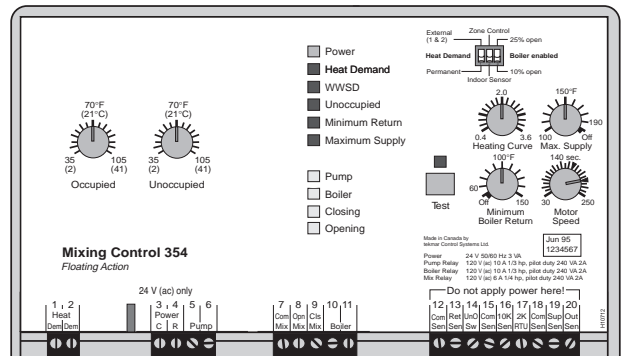 External (1 & 2)
Zone Control
25% open
Heat Demand
Boiler enabled
Permanent
10% open
Indoor Sensor
Power
Heat Demand
WWSD
Unoccupied
Minimum Return
Maximum Supply
Pump
Boiler
Closing
Opening
70°F
(21°C)
35
(2)
105
(41)
Occupied
70°F
(21°C)
35
(2)
105
(41)
Unoccupied
2.0
0.4
3.6
Heating Curve
150°F
100
190
Off
Max. Supply
Test
100°F
60
Off
150
Minimum
Boiler Return
140 sec.
30
250
Motor
Speed
Mixing Control 354
Floating Action
Made in Canada by
tekmar Control Systems Ltd.
Jun 95
1234567
Power 24 V 50/60 Hz 3 VA
Pump Relay 120 V (ac) 10 A 1/3 hp, pilot duty 240 VA 2A
Boiler Relay 120 V (ac) 10 A 1/3 hp, pilot duty 240 VA 2A
Mix Relay 120 V (ac) 6 A 1/4 hp, pilot duty 240 VA 2A
24 V (ac) only
Do not apply power here!
1 2
Heat
Dem Dem
3 4 5 6
Power
C R Pump
7 8 9 10 11
Com Opn Cls
Mix Mix Mix Boiler
12 13 14 15 16 17 18 19 20
Com Ret UnO Com 10K 2K Com Sup Out
Sen Sen Sw Sen Sen RTU Sen Sen Sen
H10712